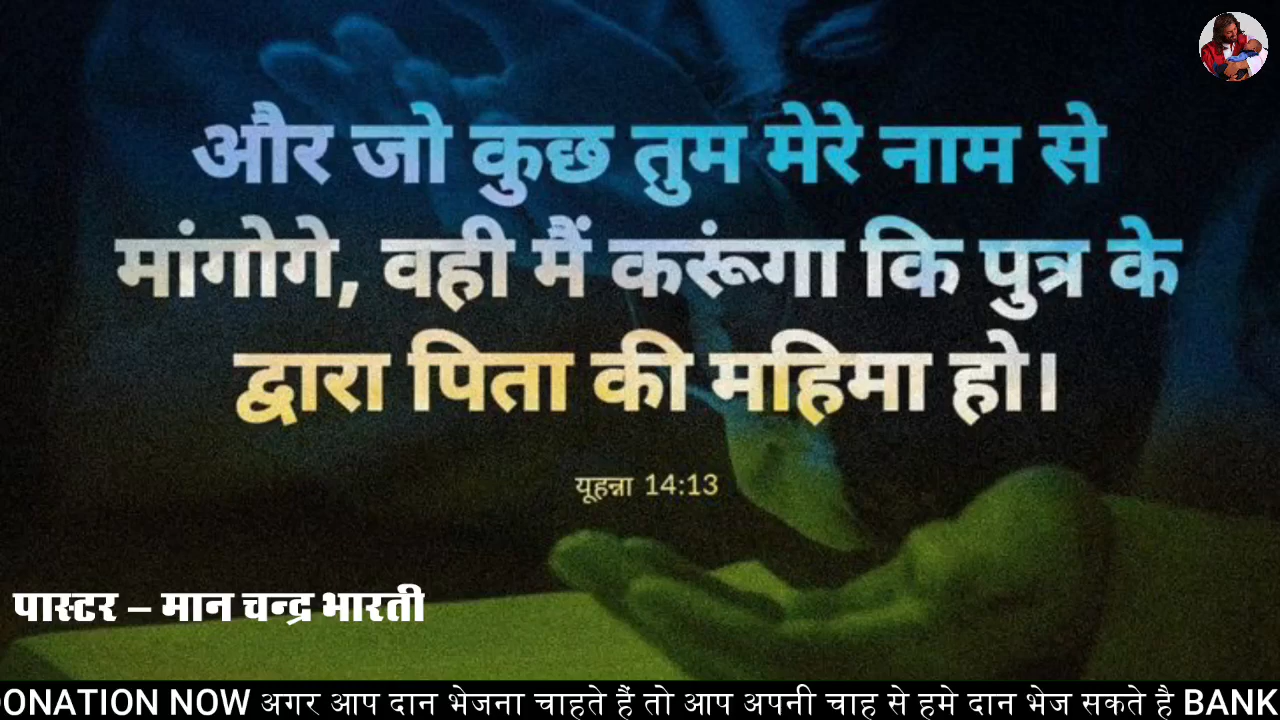 और जो कुछ तुम मेरे नाम से
मांगोगे, वही मैं करूंगा कि पुत्र के
द्वारा पिता की महिमा हो।
यूहन्ना 14:13
पास्टर – मान चन्द्र भारती
DONATION NOW अगर आप दान भेजना चाहते हैं तो आप अपनी चाह से हमे दान भेज सकते है BANK